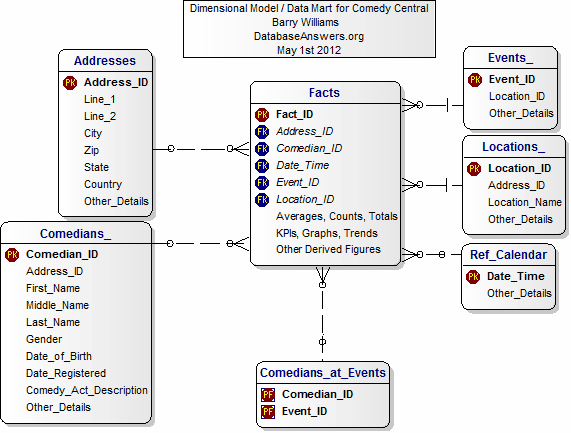 Dimensional Model / Data Mart for Comedy Central
Barry Williams
DatabaseAnswers.org
May 1st 2012
Addresses
PK Address_ID
Line_1
Line_2
City
Zip
State
Country
Other_Details
Facts
PK Fact_ID
FK Address_ID
FK Comedian_ID
FK Date_Time
FK Event_ID
FK Location_ID
Averages, Counts, Totals
KPIs, Graphs, Trends
Other Derived Figures
Events_
PK Event_ID
Location_ID
Other_Details
Locations_
PK Location_ID
Address_ID
Location_Name
Other_Details
Comedians_
PK Comedian_ID
Address_ID
First_Name
Middle_Name
Last_Name
Gender
Date_of_Birth
Date_Registered
Comedy_Act_Description
Other_Details
Ref_Calendar
PK Date_Time
Other_Details
Comedians_at_Events
PF Comedian_ID
PF Event_ID